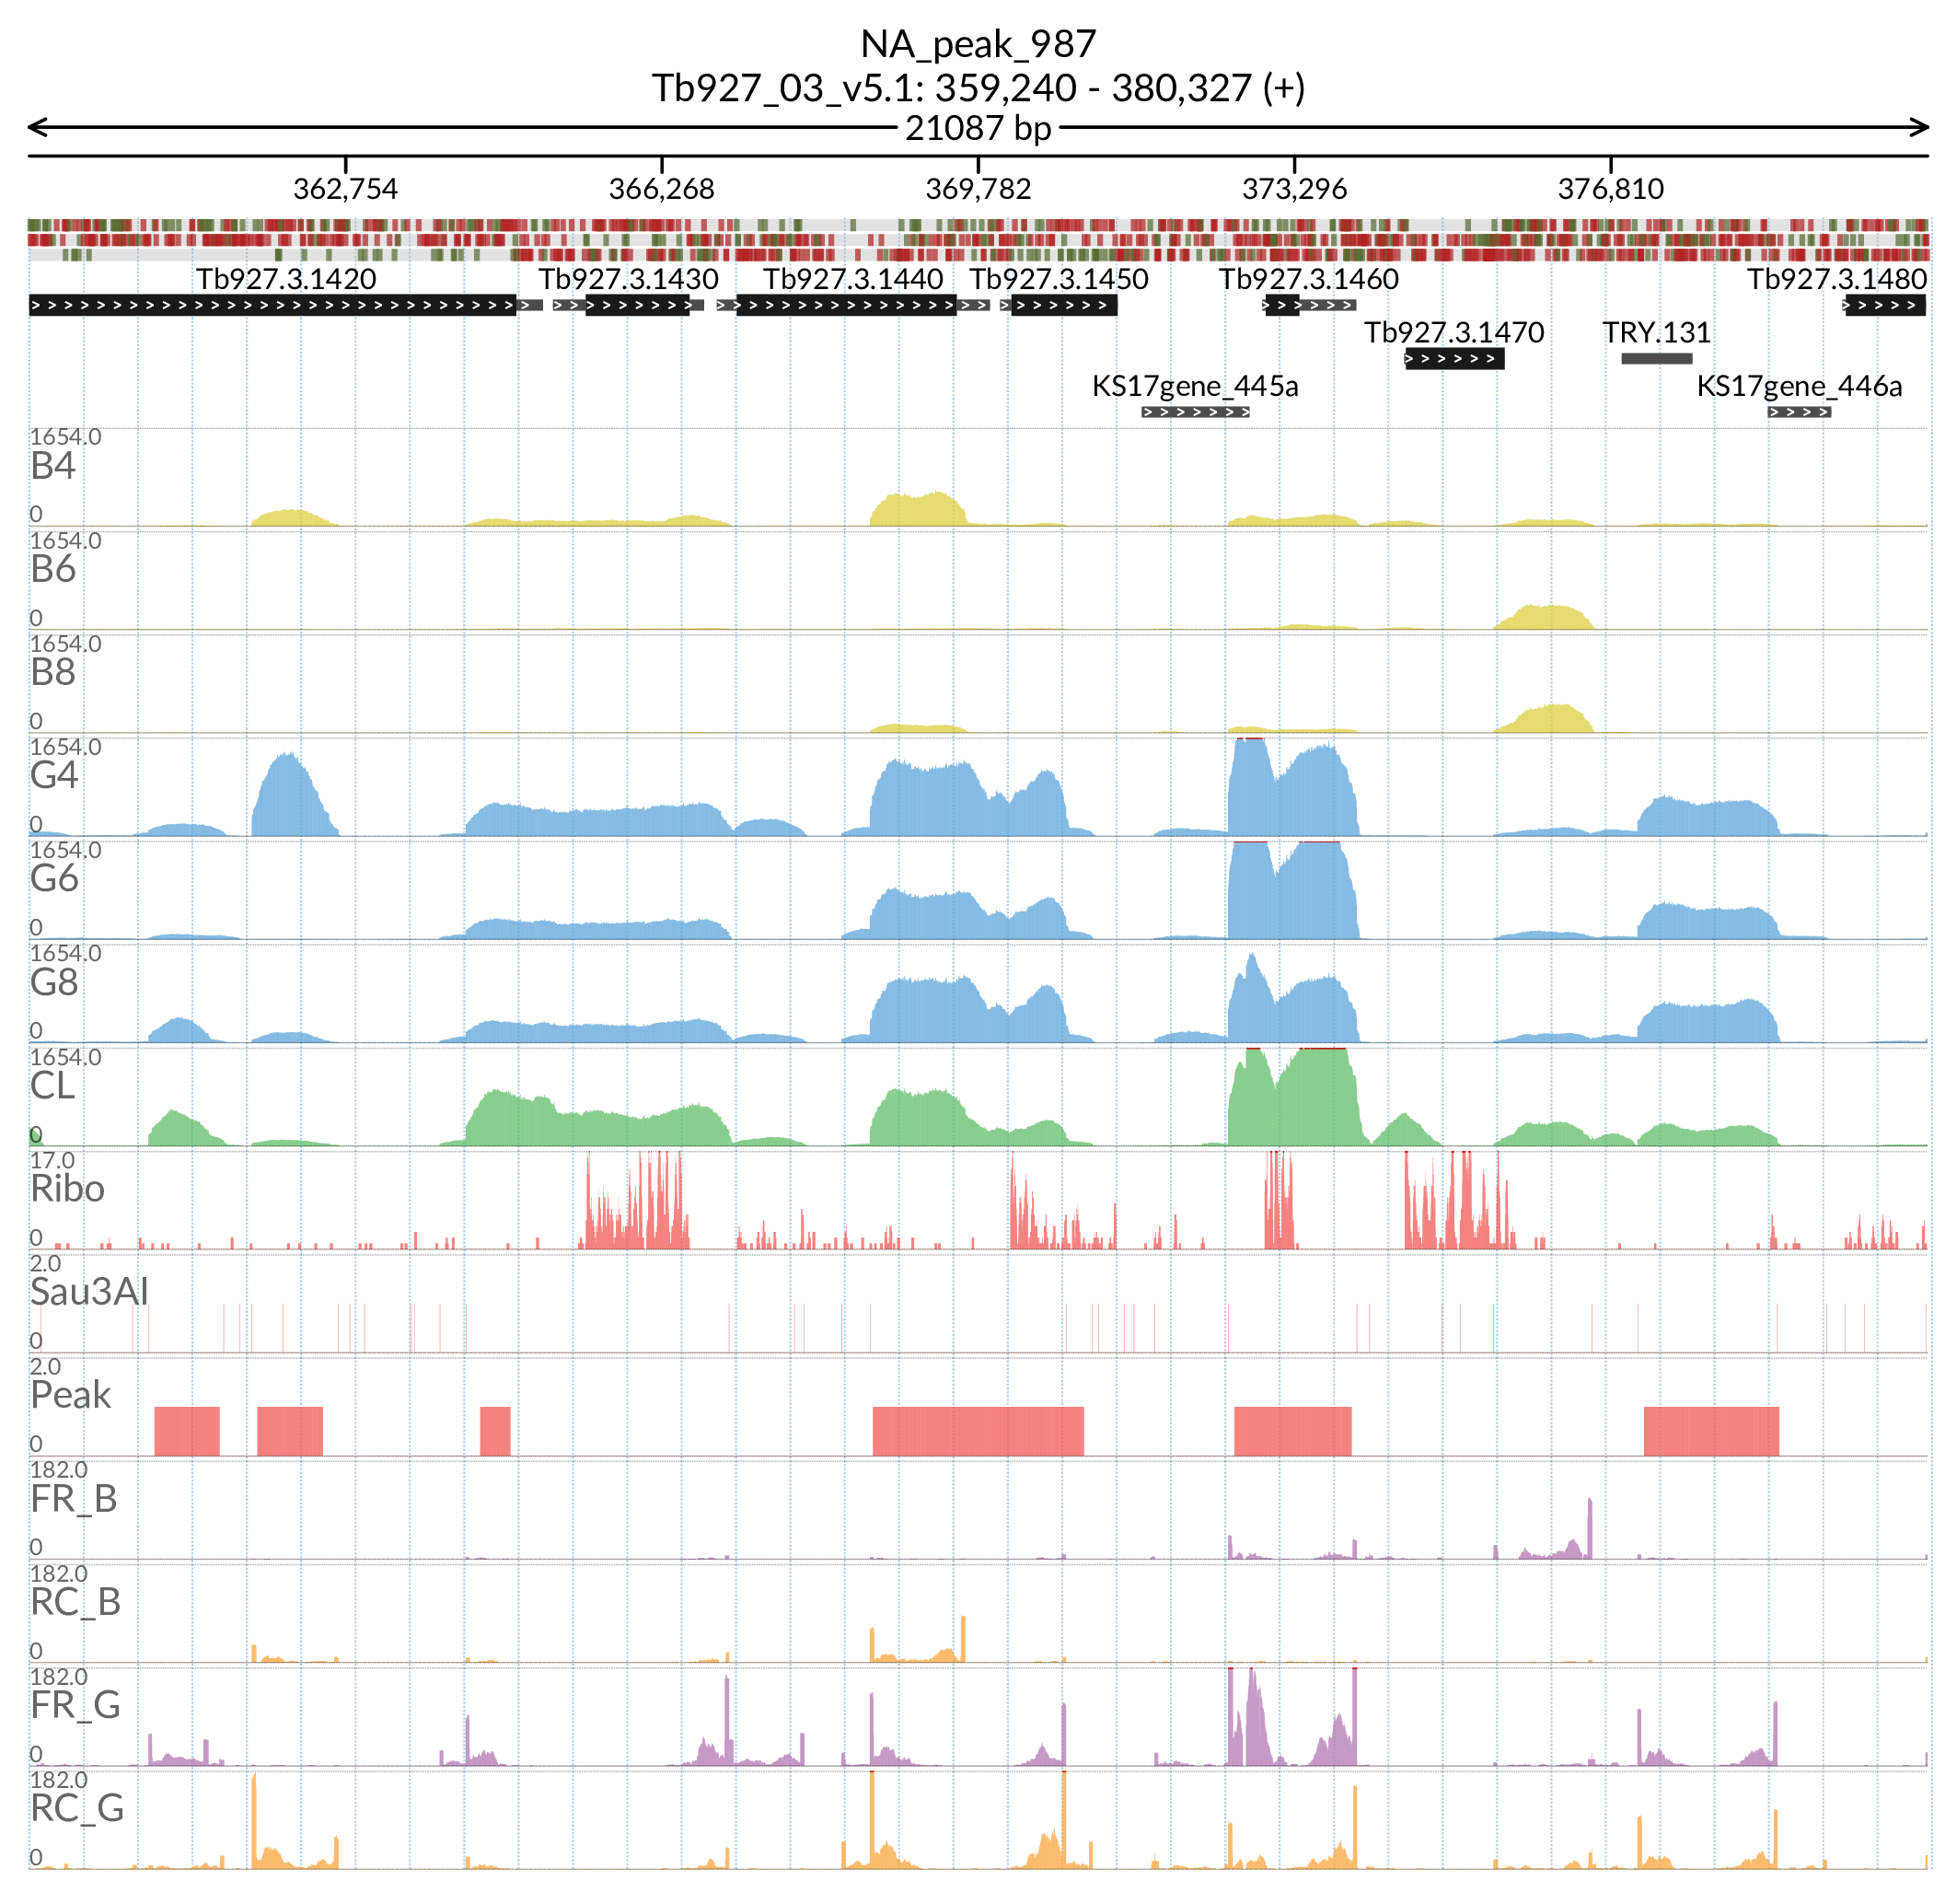 NA_peak_987
Tb927_03_v5.1: 359,240 - 380,327 (+)
21087 bp
362,754 366,268 369,782 373,296 376,810
Tb927.3.1420 Tb927.3.1430 Tb927.3.1440 Tb927.3.1450 Tb927.3.1460 Tb927.3.1480
Tb927.3.1470 TRY.131
KS17gene_445a KS17gene_446a
1654.0
B4
0
1654.0
B6
0
1654.0
B8
0
1654.0
G4
0
1654.0
G6
0
1654.0
G8
0
1654.0
CL
0
17.0
Ribo
0
2.0
Sau3AI
0
2.0
Peak
0
182.0
FR_B
0
182.0
RC_B
0
182.0
FR_G
0
182.0
RC_G
0